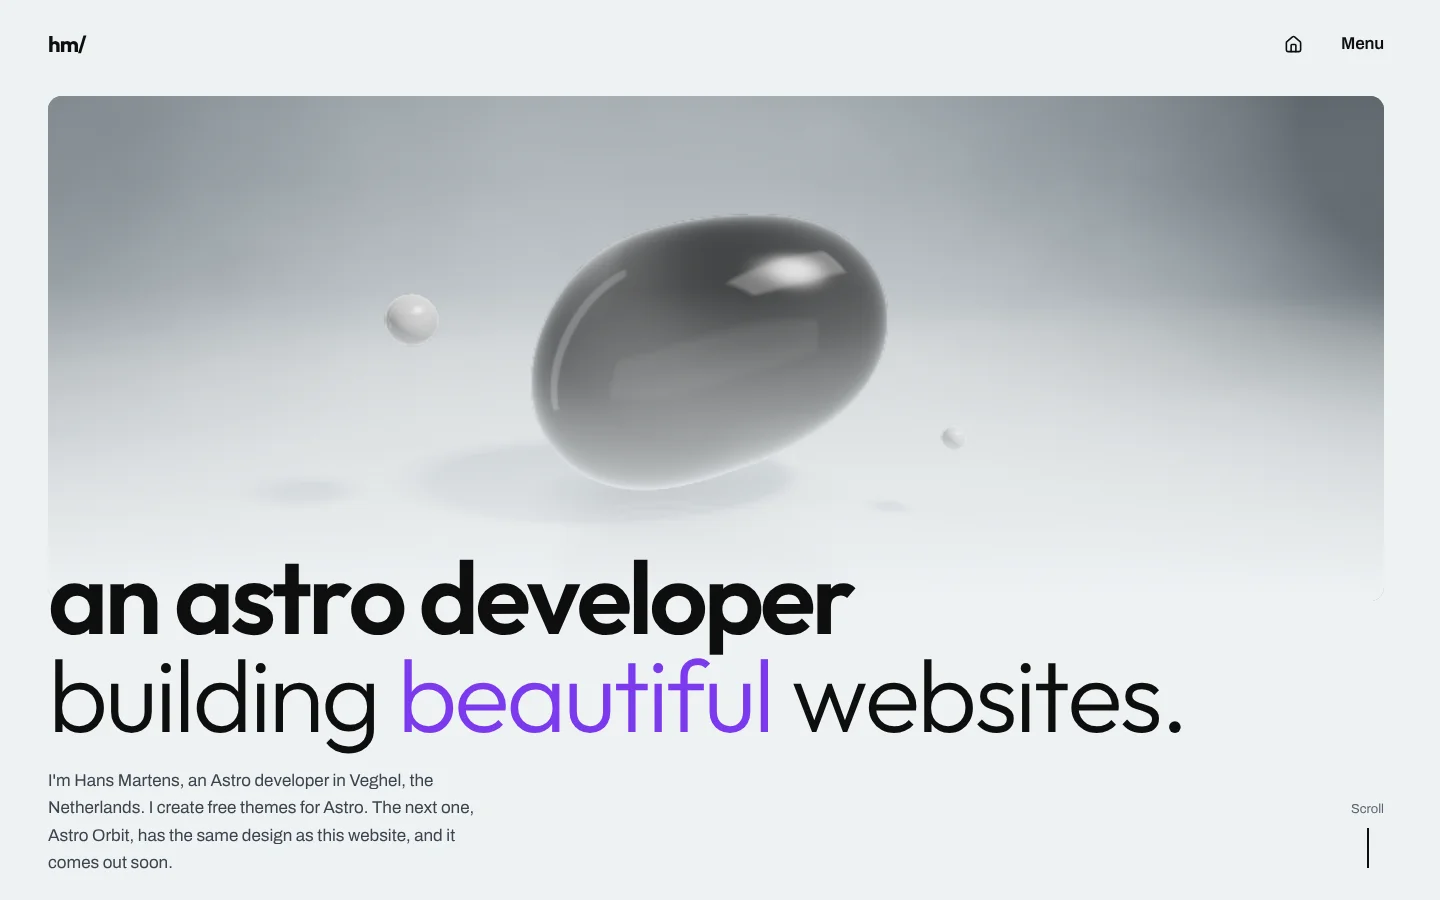 hm/
Menu
an astro developer
building beautiful websites.
I'm Hans Martens, an Astro developer in Veghel, the
Netherlands. I create free themes for Astro. The next one,
Astro Orbit, has the same design as this website, and it
comes out soon.
Scroll